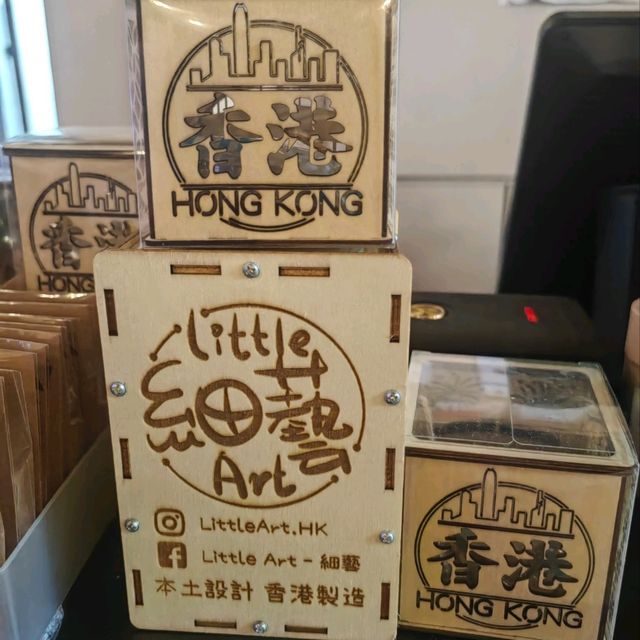 香港
HONG KONG
香港
HONG
Little
細藝
Art
LittleArt.HK
Little Art - 細藝
本土設計 香港製造
香港
HONG KONG